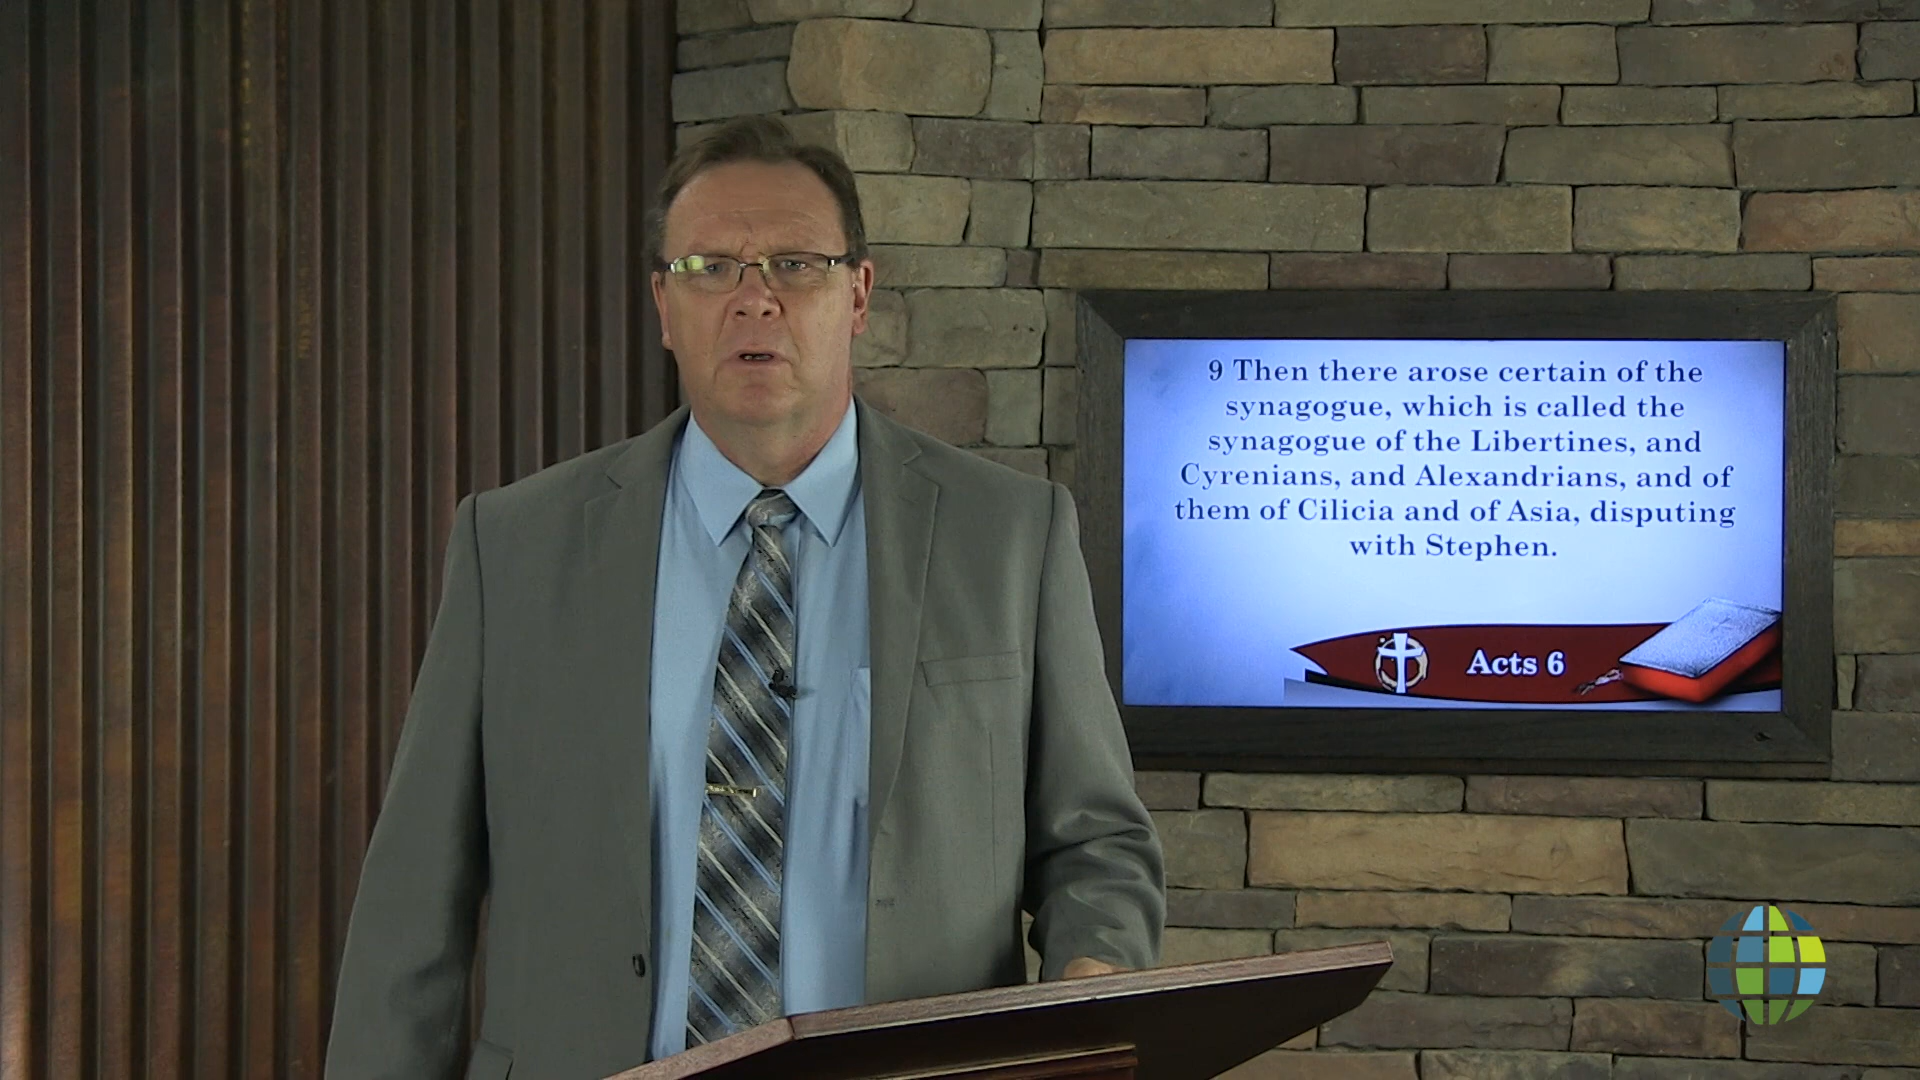 9 Then there arose certain of the
synagogue, which is called the
synagogue of the Libertines, and
Cyrenians, and Alexandrians, and of
them of Cilicia and of Asia, disputing
with Stephen.
Acts 6